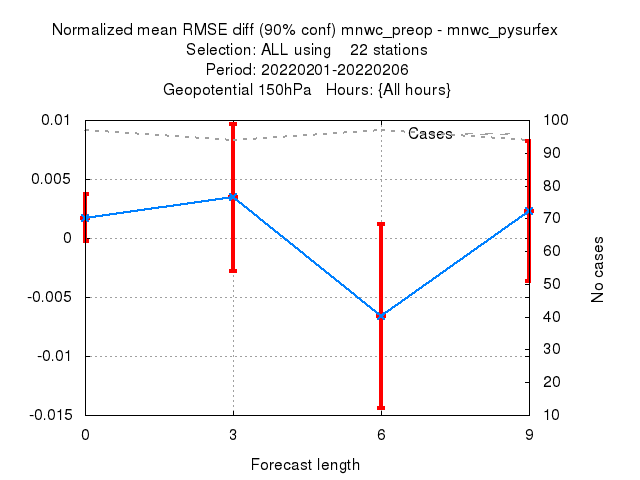 Normalized mean RMSE diff (90% conf) mnwc_preop - mnwc_pysurfex
Selection: ALL using    22 stations
Period: 20220201-20220206
Geopotential 150hPa   Hours: {All hours}
0.01
0.005
0
-0.005
-0.01
-0.015
Cases
100
90
80
70
60
50
40
30
20
10
No cases
0 3 6 9
Forecast length